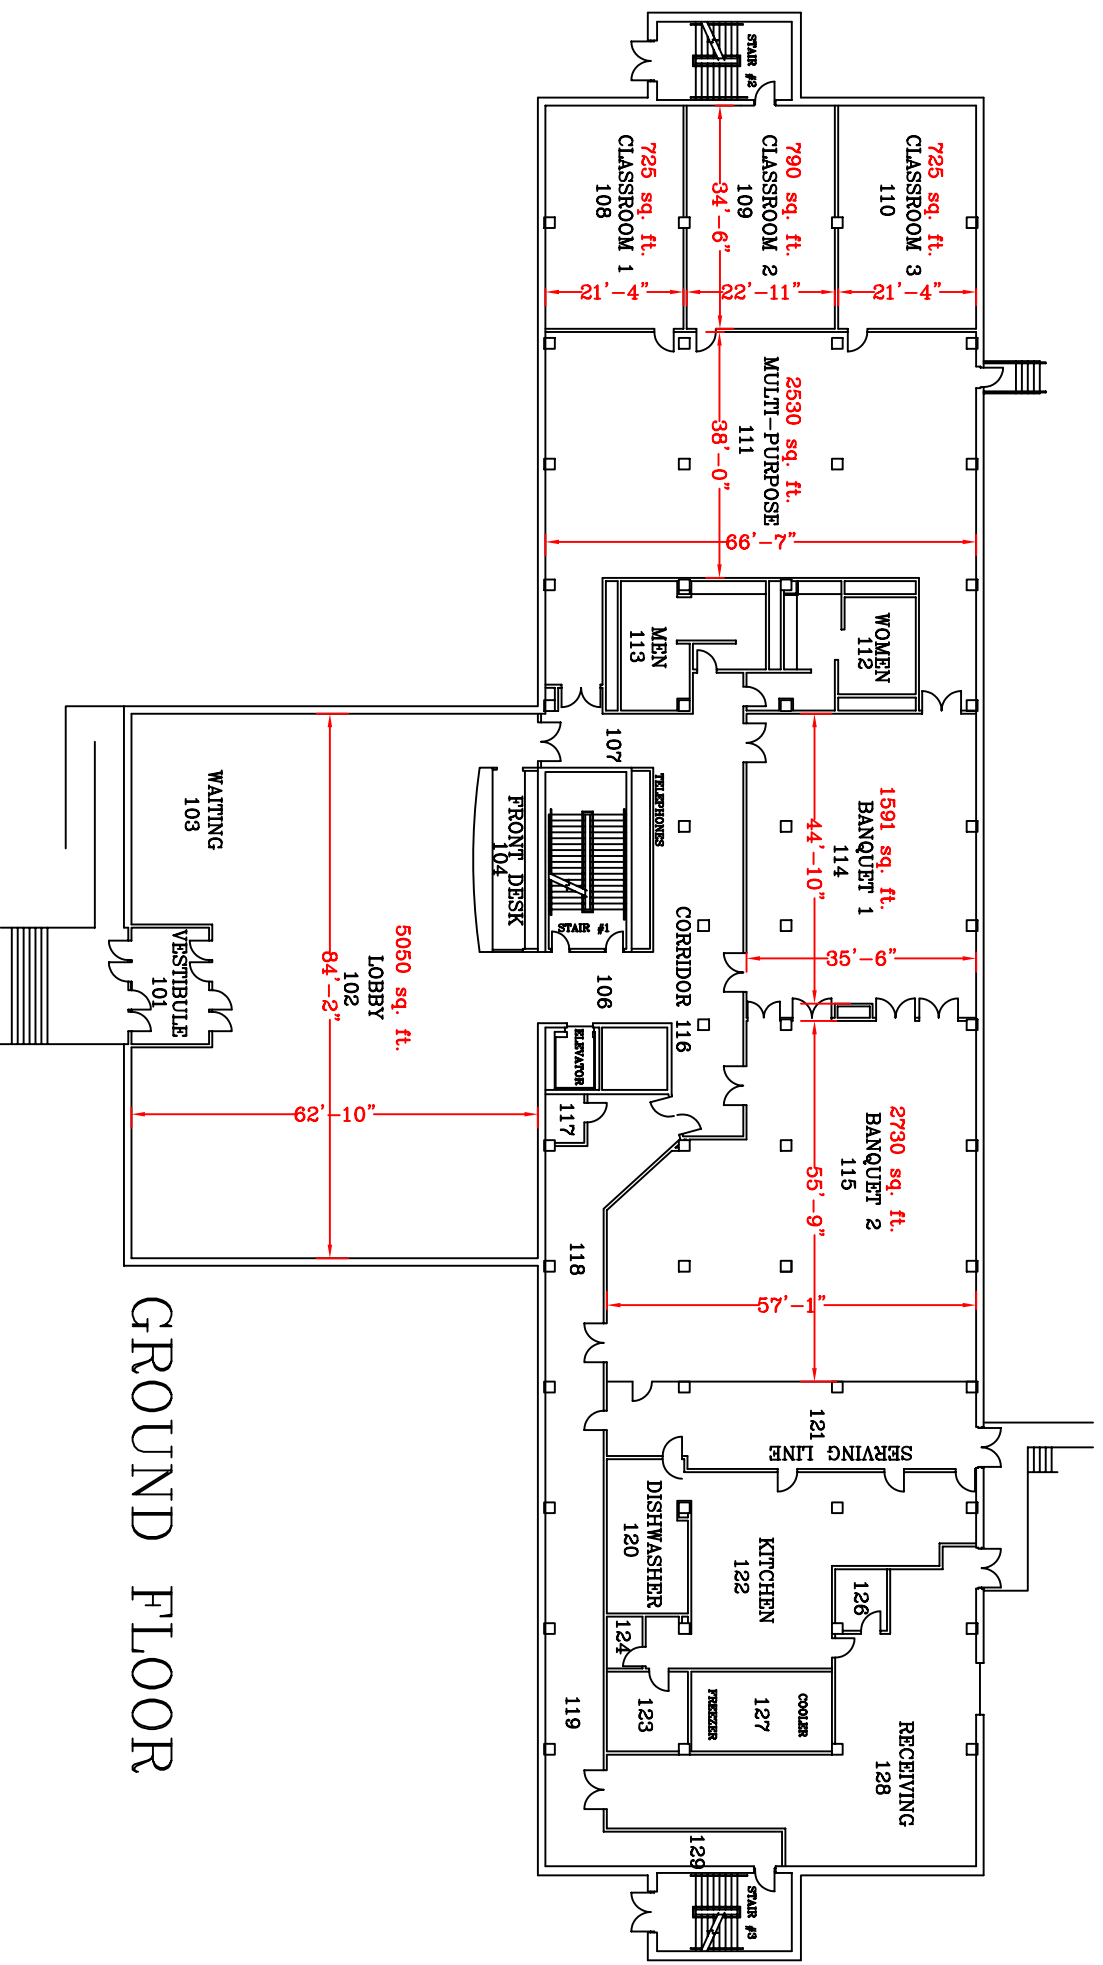 STAIR #2
725 sq. ft.
CLASSROOM 3
110
790 sq. ft.
CLASSROOM 2
109
34'-6"
725 sq. ft.
CLASSROOM 1
108
21'-4"
22'-11"
21'-4"
2530 sq. ft.
MULTI-PURPOSE
111
38'-0"
66'-7"
WOMEN
112
MEN
113
107
TELEPHONES
1591 sq. ft.
BANQUET 1
114
44'-10"
35'-6"
CORRIDOR 116
STAIR #1
FRONT DESK
104
106
WAITING
103
5050 sq. ft.
LOBBY
102
84'-2"
VESTIBULE
101
62'-10"
ELEVATOR
117
118
2730 sq. ft.
BANQUET 2
115
55'-9"
57'-1"
121
SERVING LINE
DISHWASHER
120
KITCHEN
122
126
124
123
COOLER
127
FREEZER
119
RECEIVING
128
129
STAIR #3
GROUND FLOOR